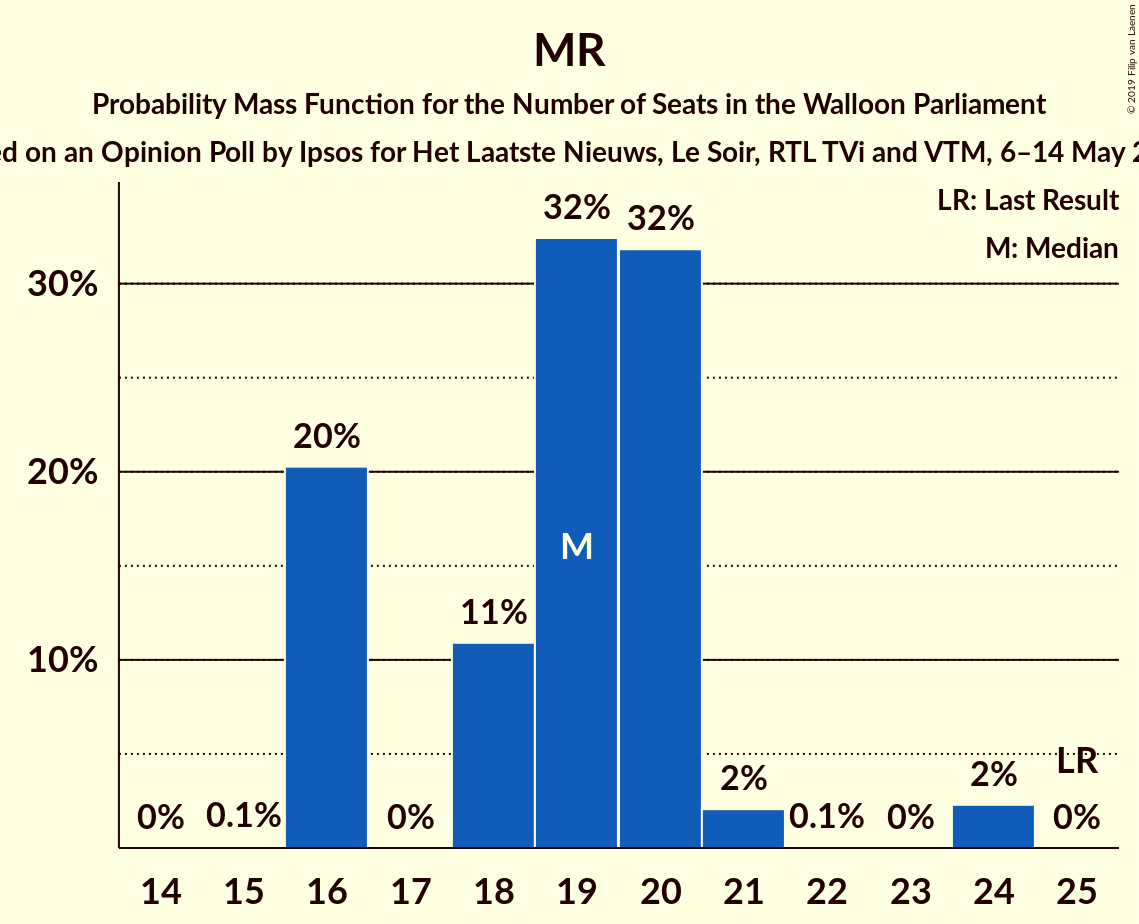 MR
Probability Mass Function for the Number of Seats in the Walloon Parliament
on an Opinion Poll by Ipsos for Het Laatste Nieuws, Le Soir, RTL TVi and VTM, 6–14 May
© 2019 Filip van Laenen
LR: Last Result
M: Median
32%
32%
30%
20%
20%
M
11%
10%
LR
0%
0.1%
0%
2%
0.1%
0%
2%
0%
14 15 16 17 18 19 20 21 22 23 24 25